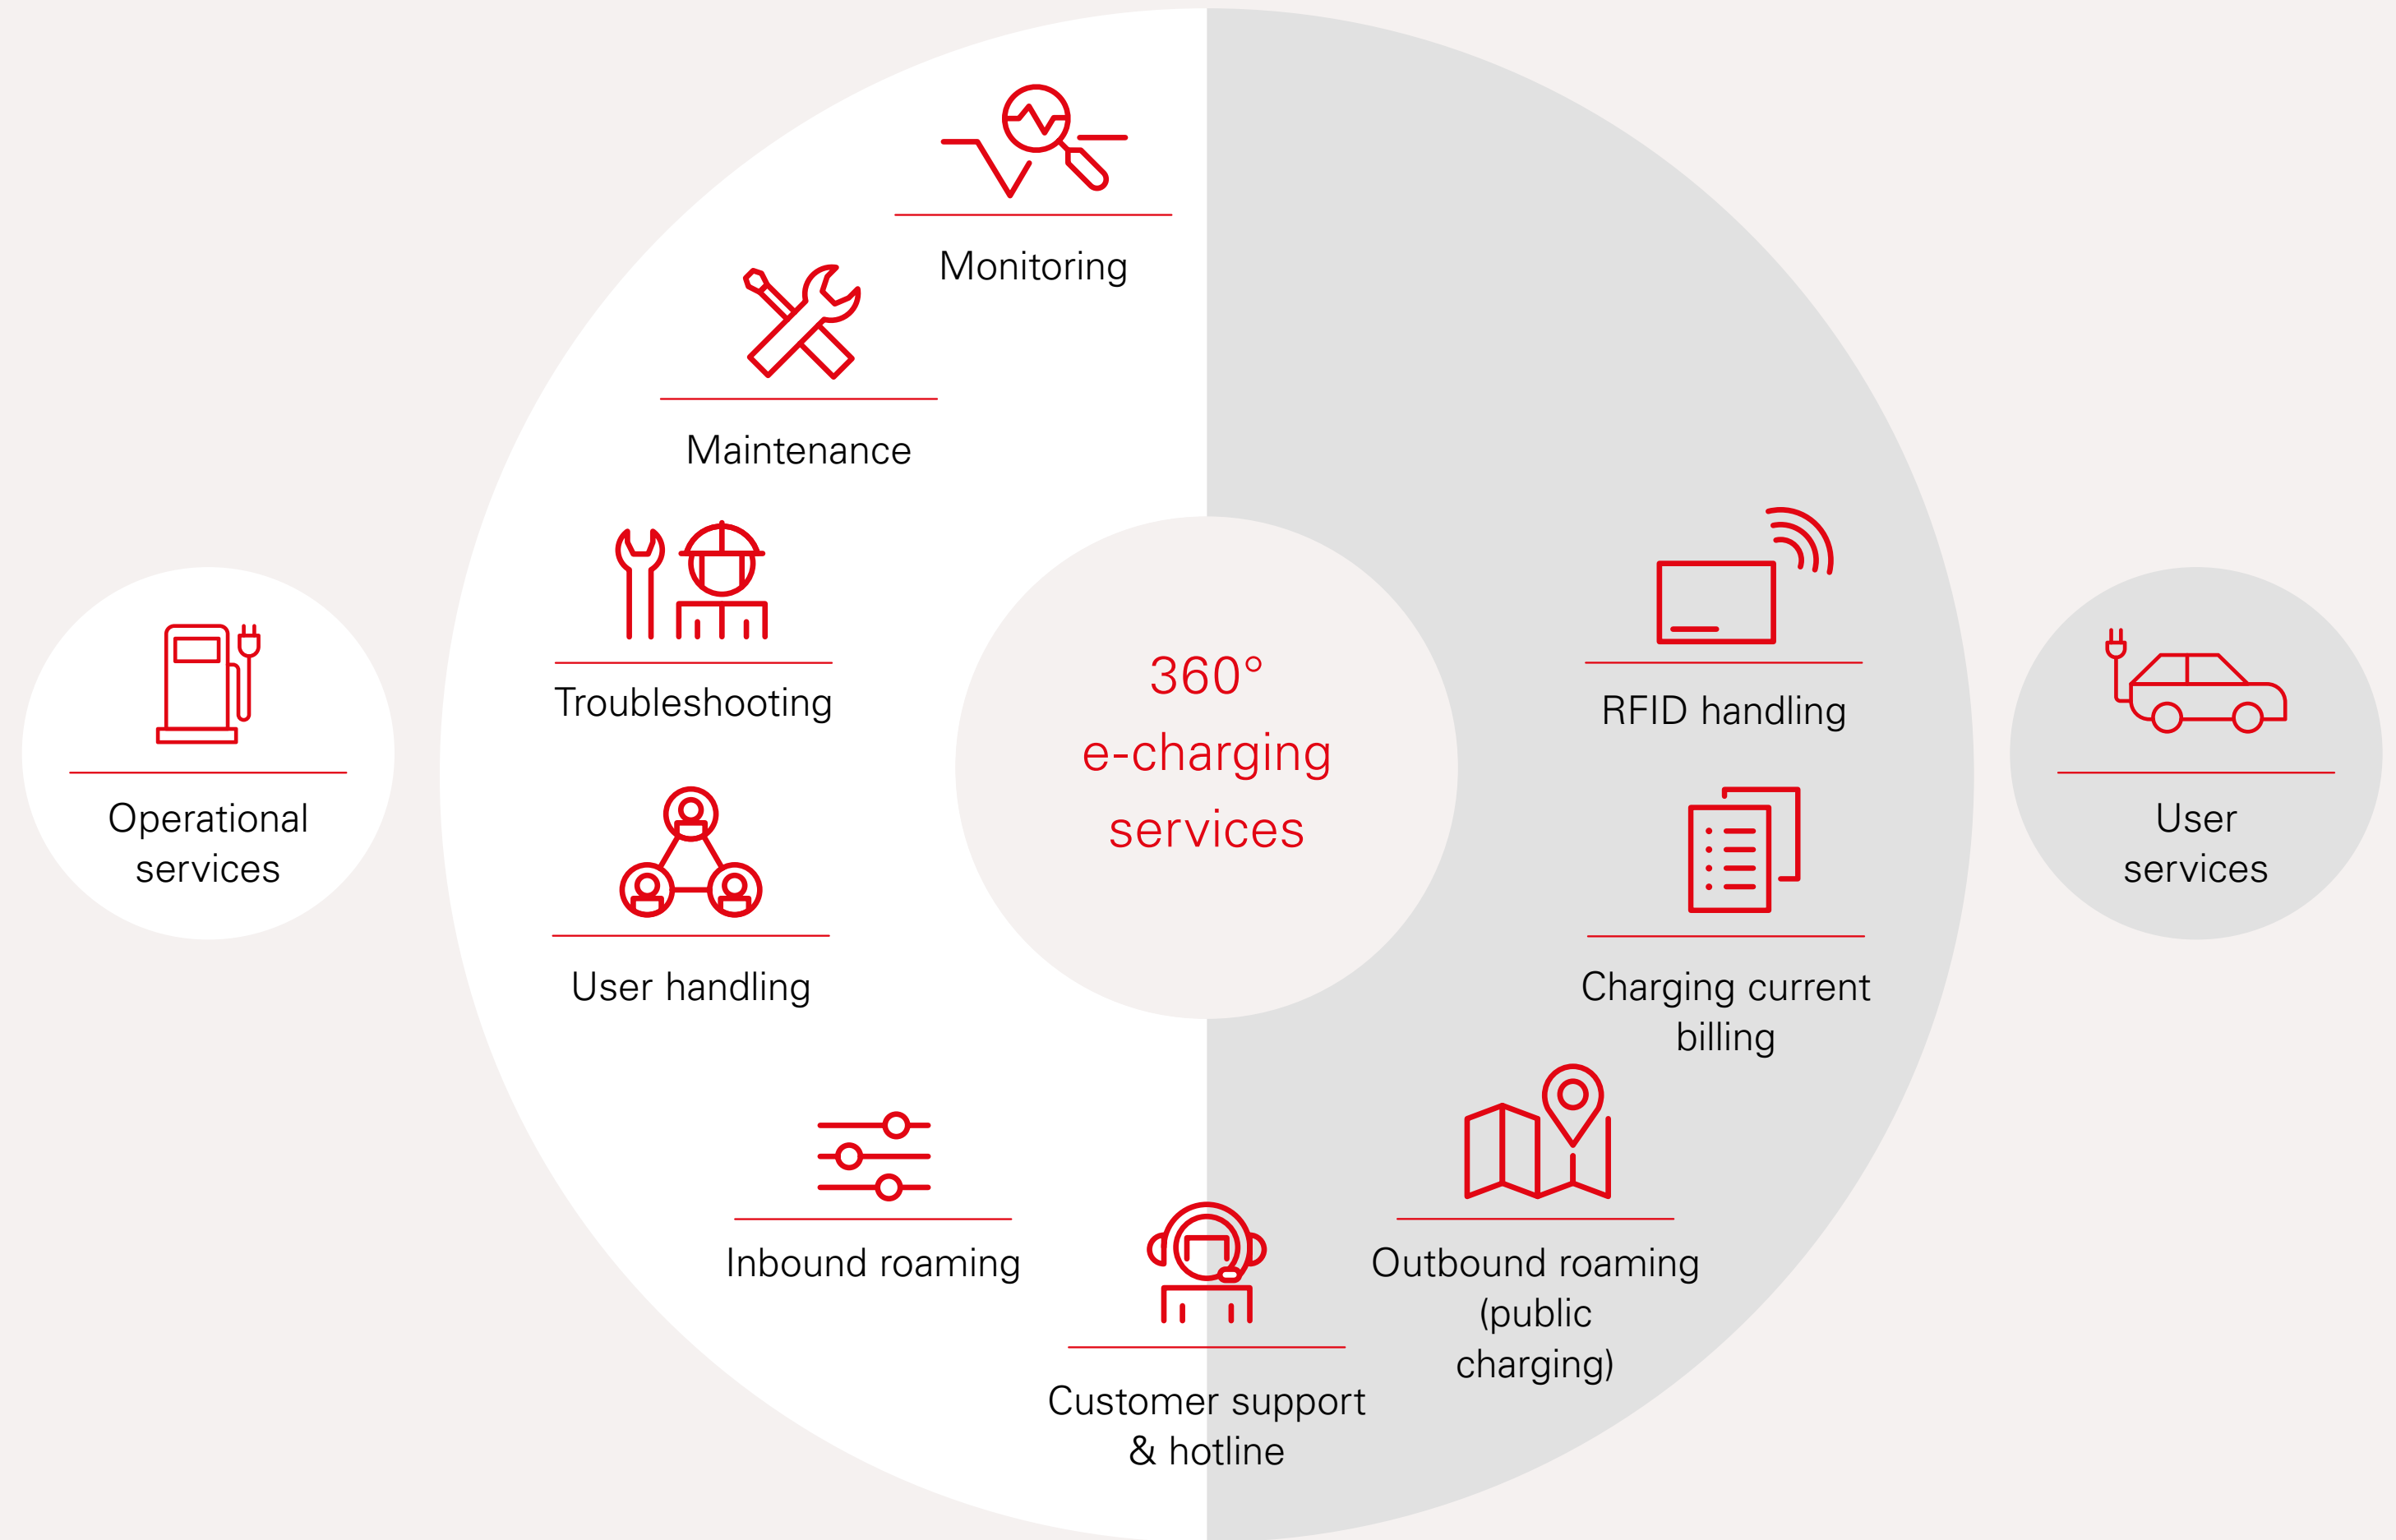 Monitoring
Maintenance
Troubleshooting
User handling
Inbound roaming
Customer support
& hotline
Outbound roaming
(public
charging)
Charging current
billing
RFID handling
360°
e-charging
services
Operational
services
User
services